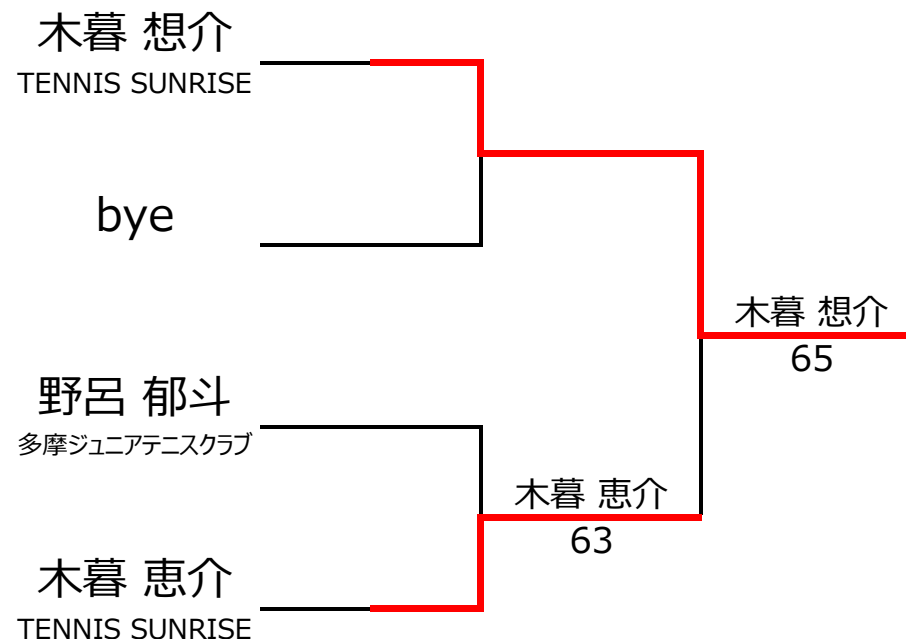 木暮 想介
TENNIS SUNRISE
bye
野呂 郁斗
多摩ジュニアテニスクラブ
木暮 恵介
TENNIS SUNRISE
木暮 恵介
63
木暮 想介
65